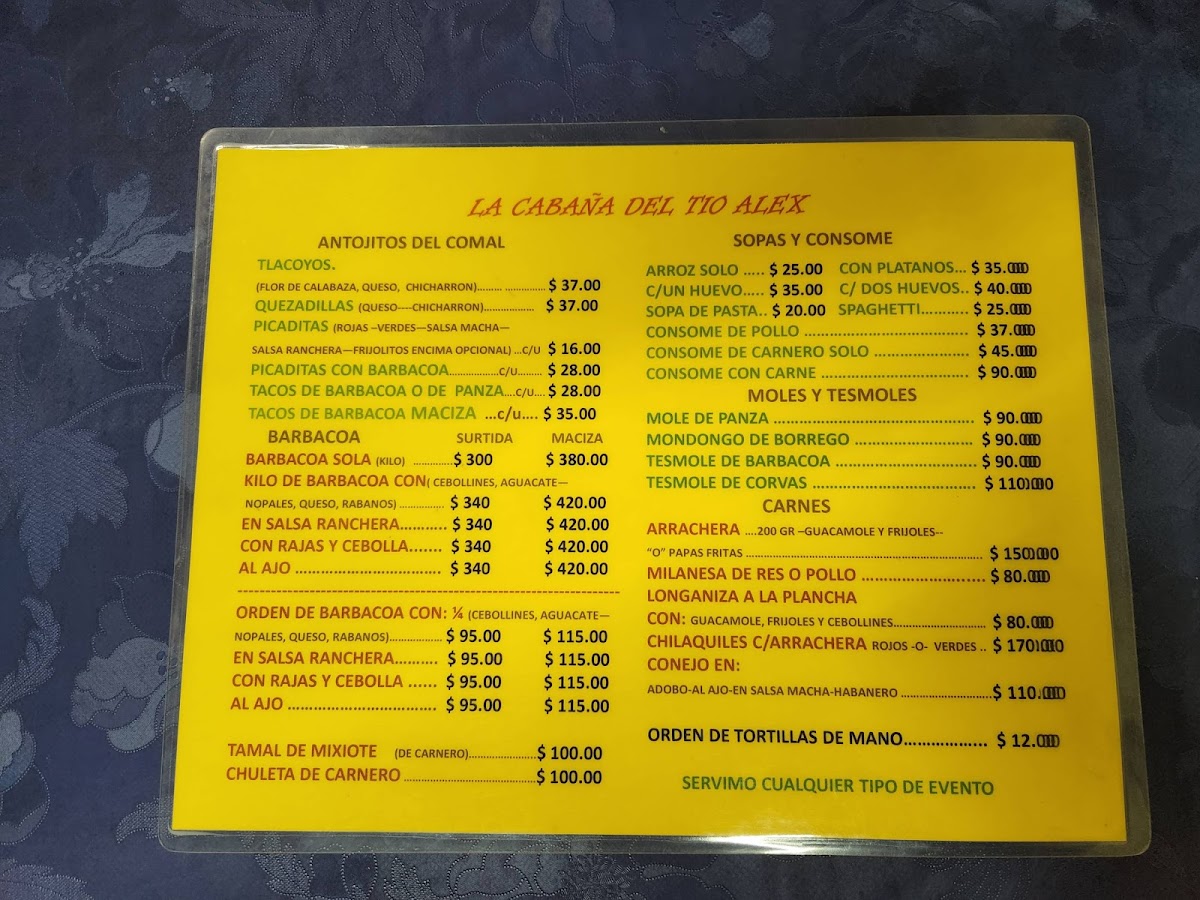 LA CABAÑA DEL TIO ALEX
ANTOJITOS DEL COMAL
TLACOYOS.
(FLOR DE CALABAZA, QUESO, CHICHARRON)......... ................ $ 37.00
QUEZADILLAS (QUESO----CHICHARRON)................... $ 37.00
PICADITAS (ROJAS –VERDES—SALSA MACHA—
SALSA RANCHERA—FRIJOLITOS ENCIMA OPCIONAL) ...C/U $ 16.00
PICADITAS CON BARBACOA..................C/U......... $ 28.00
TACOS DE BARBACOA O DE PANZA....C/U.... $ 28.00
TACOS DE BARBACOA MACIZA ...c/u.... $ 35.00
BARBACOA SURTIDA MACIZA
BARBACOA SOLA (KILO) ..............$ 300 $ 380.00
KILO DE BARBACOA CON( CEBOLLINES, AGUACATE—
NOPALES, QUESO, RABANOS) ................ $ 340 $ 420.00
EN SALSA RANCHERA........... $ 340 $ 420.00
CON RAJAS Y CEBOLLA....... $ 340 $ 420.00
AL AJO ................................. $ 340 $ 420.00
--------------------------------------------------------------------
ORDEN DE BARBACOA CON: ¼ (CEBOLLINES, AGUACATE—
NOPALES, QUESO, RABANOS)................... $ 95.00 $ 115.00
EN SALSA RANCHERA.......... $ 95.00 $ 115.00
CON RAJAS Y CEBOLLA ...... $ 95.00 $ 115.00
AL AJO .................................. $ 95.00 $ 115.00
TAMAL DE MIXIOTE (DE CARNERO)......................$ 100.00
CHULETA DE CARNERO ...........................................$ 100.00
SOPAS Y CONSOME
ARROZ SOLO ..... $ 25.00 CON PLATANOS... $ 35.00
C/UN HUEVO..... $ 35.00 C/ DOS HUEVOS.. $ 40.00
SOPA DE PASTA.. $ 20.00 SPAGHETTI........... $ 25.00
CONSOME DE POLLO ...................................... $ 37.00
CONSOME DE CARNERO SOLO ..................... $ 45.00
CONSOME CON CARNE .................................. $ 90.00
MOLES Y TESMOLES
MOLE DE PANZA .............................................. $ 90.00
MONDONGO DE BORREGO ........................... $ 90.00
TESMOLE DE BARBACOA ................................ $ 90.00
TESMOLE DE CORVAS ..................................... $ 110.00
CARNES
ARRACHERA ....200 GR –GUACAMOLE Y FRIJOLES--
“O” PAPAS FRITAS ................................................................................. $ 150.00
MILANESA DE RES O POLLO ............................ $ 80.00
LONGANIZA A LA PLANCHA
CON: GUACAMOLE, FRIJOLES Y CEBOLLINES............................... $ 80.00
CHILAQUILES C/ARRACHERA ROJOS -O- VERDES .. $ 170.00
CONEJO EN:
ADOBO-AL AJO-EN SALSA MACHA-HABANERO ..............................$ 110.00
ORDEN DE TORTILLAS DE MANO.................. $ 12.00
SERVIMO CUALQUIER TIPO DE EVENTO